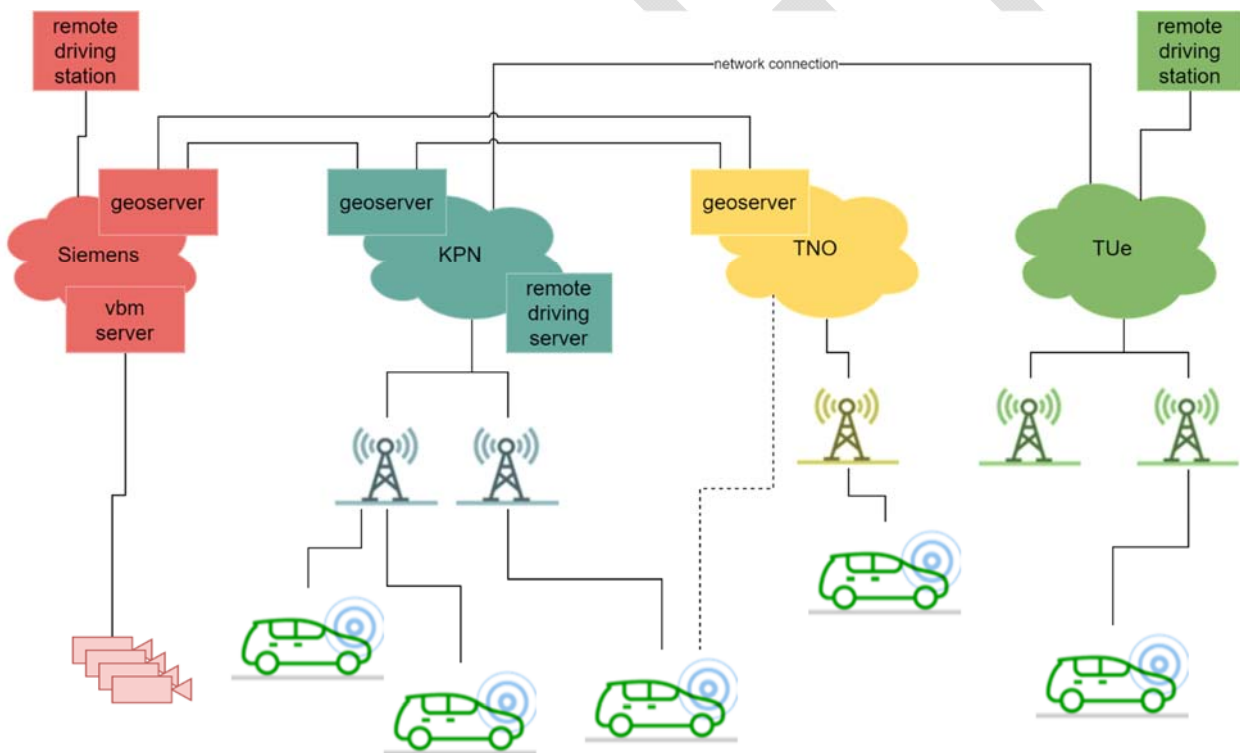 remote
driving
station
remote
driving
station
network connection
geoserver
geoserver
geoserver
Siemens
KPN
TNO
TUe
vbm
server
remote
driving
server